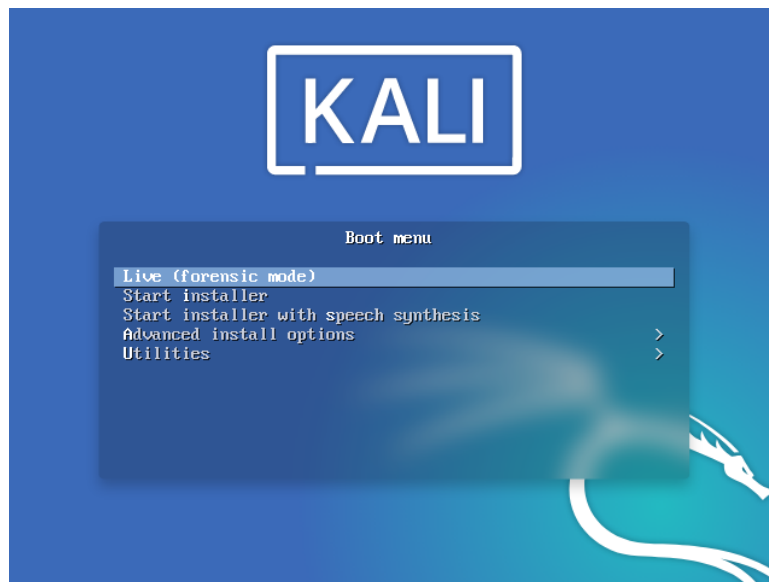 KALI
Boot menu
Live (forensic mode)
Start installer
Start installer with speech synthesis
Advanced install options >
Utilities >